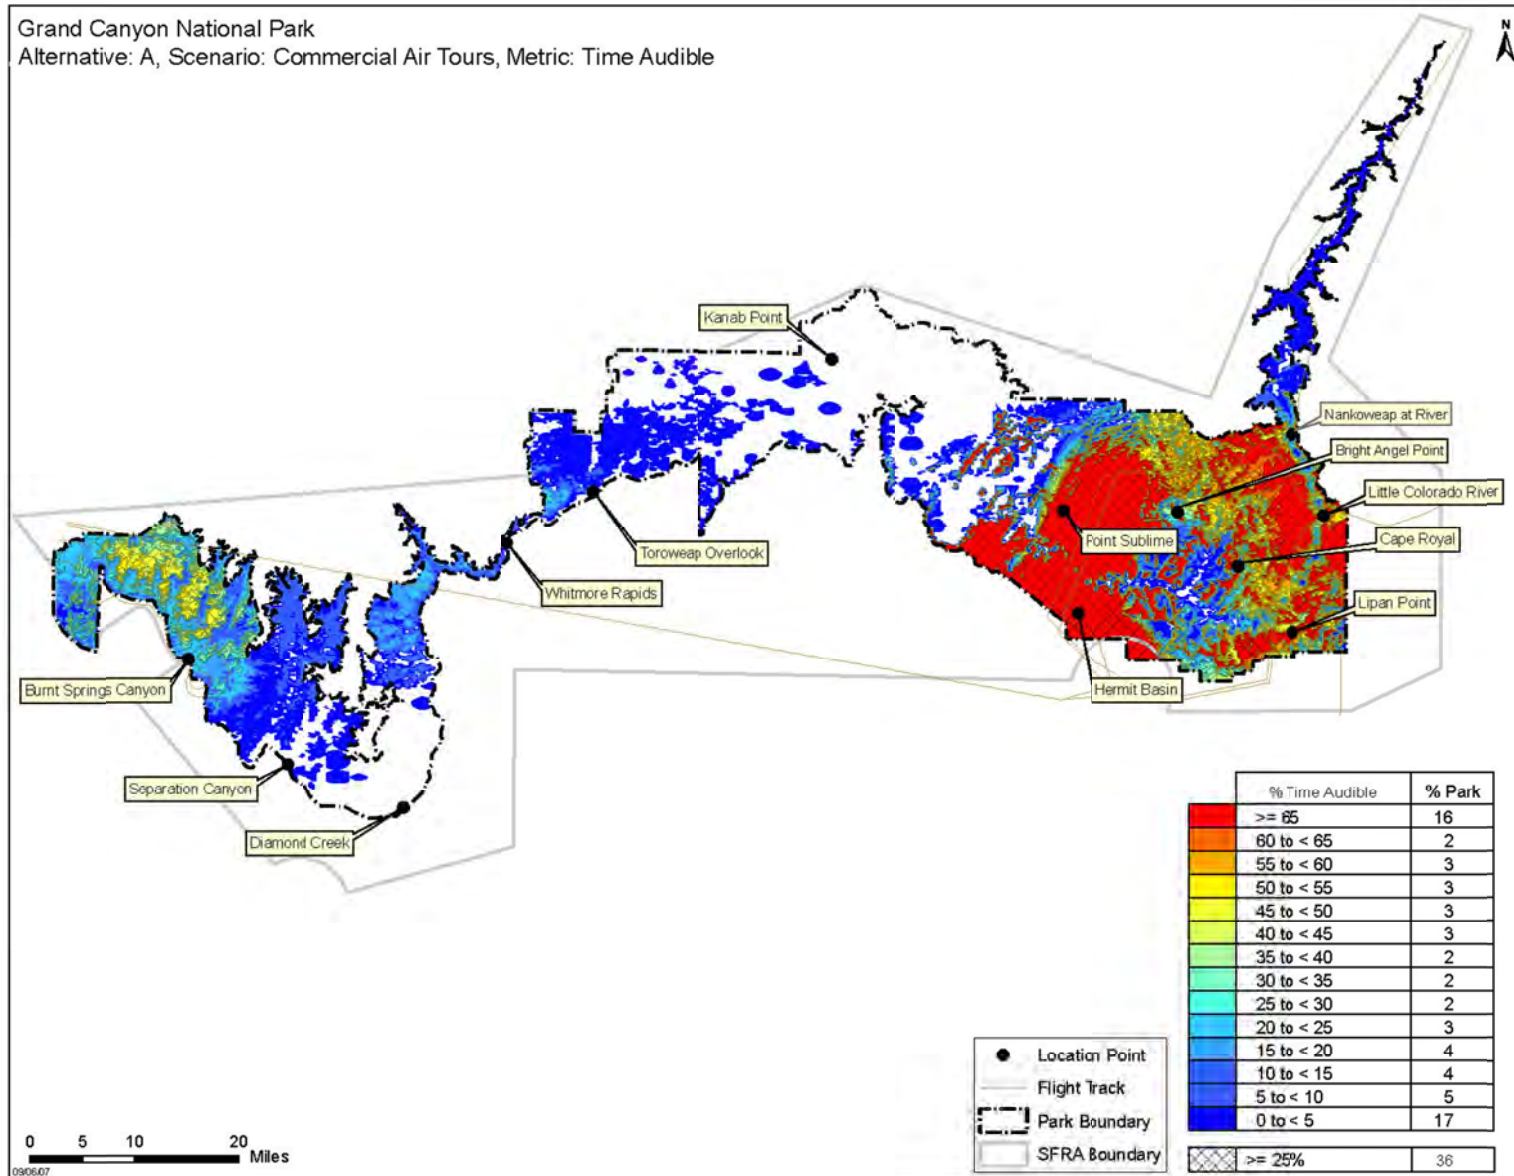 Grand Canyon National Park
Alternative: A, Scenario: Commercial Air Tours, Metric: Time Audible
N
Kanab Point
Nankoweap at River
Bright Angel Point
Little Colorado River
Point Sublime
Cape Royal
Toroweap Overlook
Whitmore Rapids
Lipan Point
Burnt Springs Canyon
Hermit Basin
Separation Canyon
Diamond Creek
% Time Audible % Park
>= 65 16
60 to < 65 2
55 to < 60 3
50 to < 55 3
45 to < 50 3
40 to < 45 3
35 to < 40 2
30 to < 35 2
25 to < 30 2
20 to < 25 3
15 to < 20 4
10 to < 15 4
5 to < 10 5
0 to < 5 17
>= 25% 36
Location Point
Flight Track
Park Boundary
SFRA Boundary
0 5 10 20 Miles
09/06/07